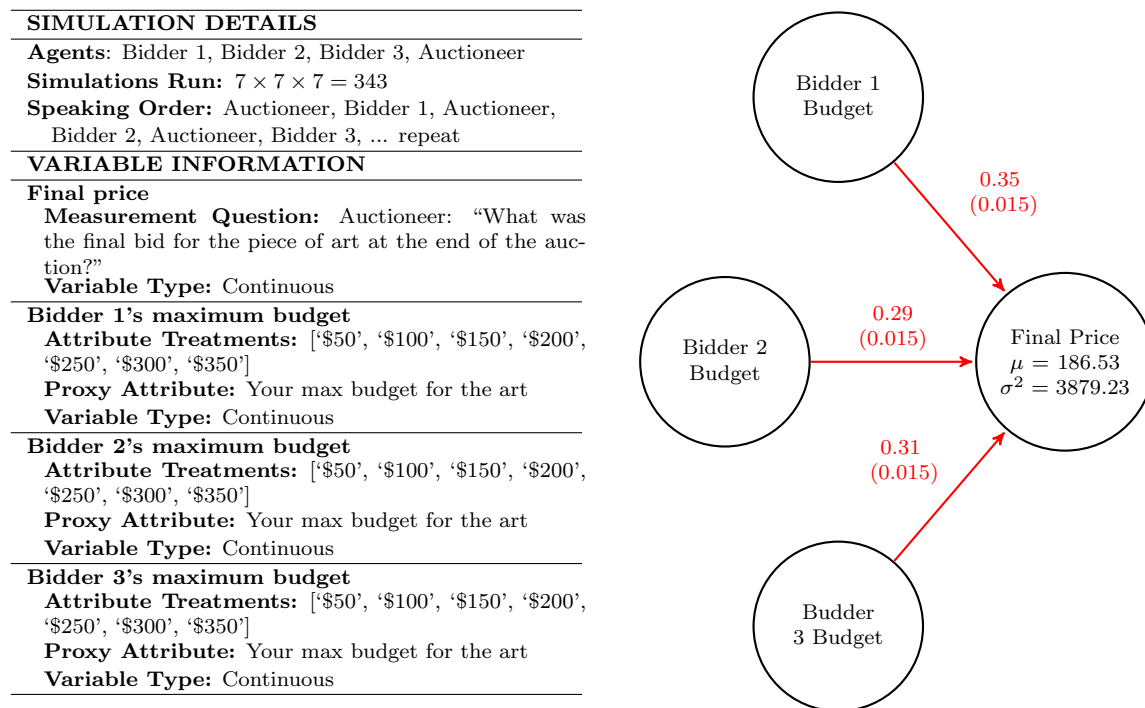 SIMULATION DETAILS
Agents: Bidder 1, Bidder 2, Bidder 3, Auctioneer
Simulations Run: 7 × 7 × 7 = 343
Speaking Order: Auctioneer, Bidder 1, Auctioneer,
Bidder 2, Auctioneer, Bidder 3, ... repeat
VARIABLE INFORMATION
Final price
Measurement Question: Auctioneer: “What was
the final bid for the piece of art at the end of the auc-
tion?”
Variable Type: Continuous
Bidder 1's maximum budget
Attribute Treatments: [‘$50’, ‘$100’, ‘$150’, ‘$200’,
‘$250’, ‘$300’, ‘$350’]
Proxy Attribute: Your max budget for the art
Variable Type: Continuous
Bidder 2's maximum budget
Attribute Treatments: [‘$50’, ‘$100’, ‘$150’, ‘$200’,
‘$250’, ‘$300’, ‘$350’]
Proxy Attribute: Your max budget for the art
Variable Type: Continuous
Bidder 3's maximum budget
Attribute Treatments: [‘$50’, ‘$100’, ‘$150’, ‘$200’,
‘$250’, ‘$300’, ‘$350’]
Proxy Attribute: Your max budget for the art
Variable Type: Continuous
Bidder 1
Budget
0.35
(0.015)
Bidder 2
Budget
0.29
(0.015)
Final Price
μ = 186.53
σ² = 3879.23
0.31
(0.015)
Budder
3 Budget